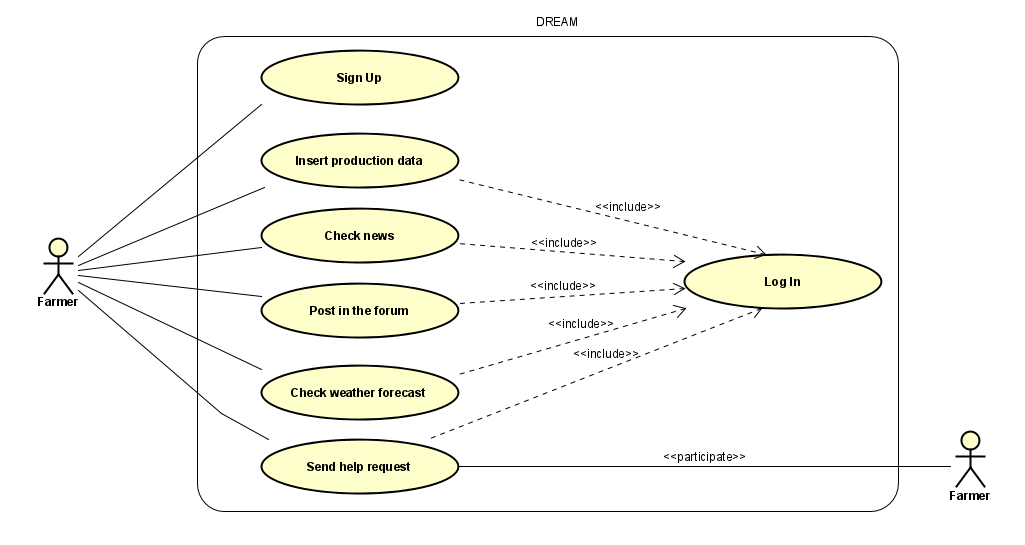 DREAM
Sign Up
Insert production data
<<include>>
Check news
<<include>>
Log In
Farmer
Post in the forum
<<include>>
<<include>>
<<include>>
Check weather forecast
Send help request
<<participate>>
Farmer